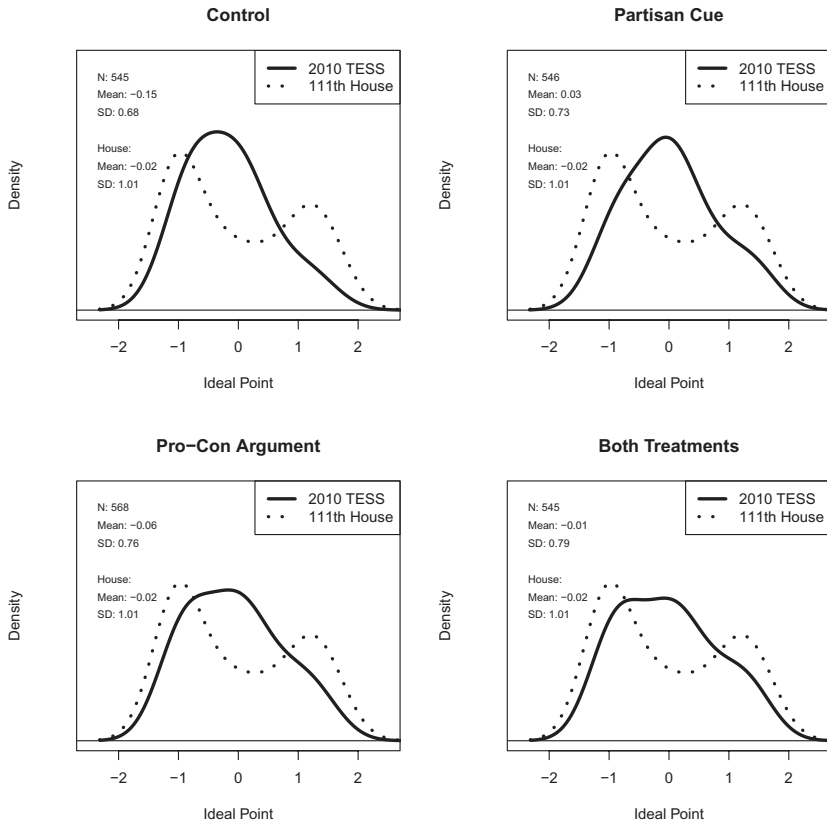 Control
N: 545
Mean: −0.15
SD: 0.68
House:
Mean: −0.02
SD: 1.01
2010 TESS
111th House
Density
−2 −1 0 1 2
Ideal Point
Partisan Cue
N: 546
Mean: 0.03
SD: 0.73
House:
Mean: −0.02
SD: 1.01
2010 TESS
111th House
Density
−2 −1 0 1 2
Ideal Point
Pro−Con Argument
N: 568
Mean: −0.06
SD: 0.76
House:
Mean: −0.02
SD: 1.01
2010 TESS
111th House
Density
−2 −1 0 1 2
Ideal Point
Both Treatments
N: 545
Mean: −0.01
SD: 0.79
House:
Mean: −0.02
SD: 1.01
2010 TESS
111th House
Density
−2 −1 0 1 2
Ideal Point